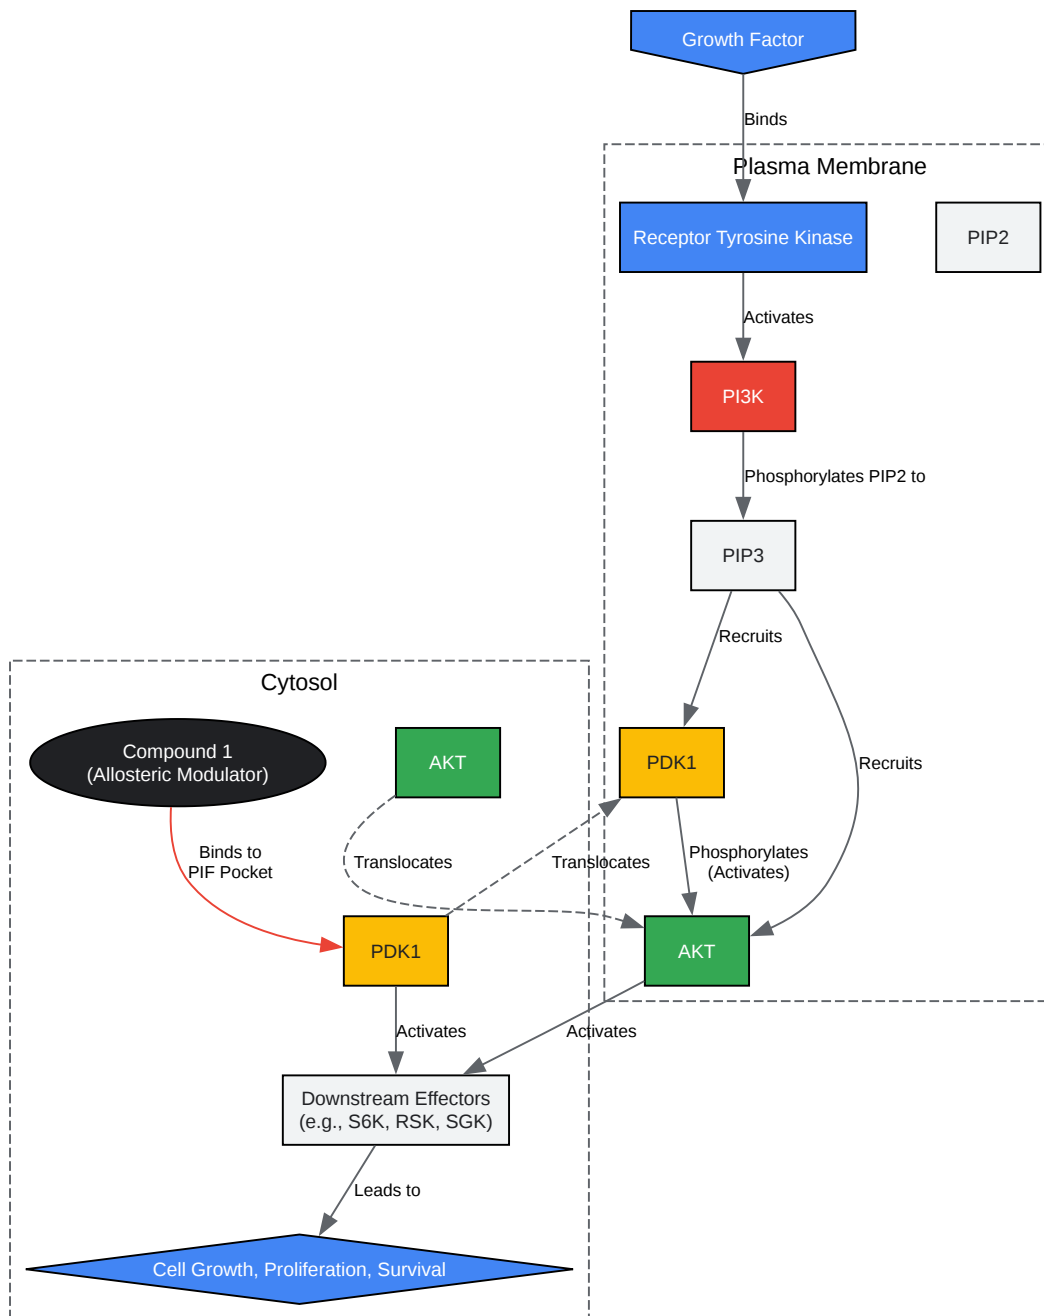 Growth Factor
Binds
Plasma Membrane
Receptor Tyrosine Kinase
PIP2
Activates
PI3K
Phosphorylates PIP2 to
PIP3
Recruits
Cytosol
Compound 1
(Allosteric Modulator)
AKT
PDK1
Recruits
Binds to
PIF Pocket
Translocates
Translocates
Phosphorylates
(Activates)
PDK1
AKT
Activates
Activates
Downstream Effectors
(e.g., S6K, RSK, SGK)
Leads to
Cell Growth, Proliferation, Survival